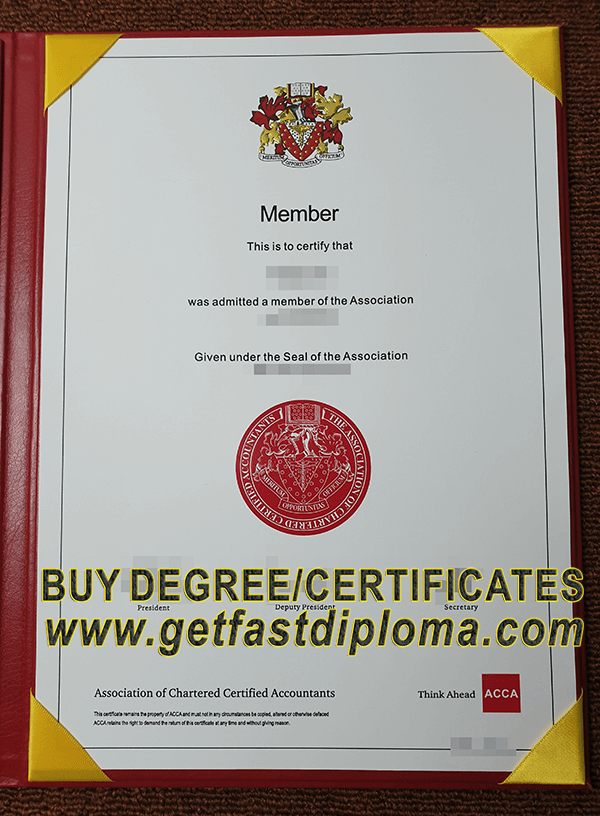 MERITUM OPPORTUNITAS OFFICIUM
Member
This is to certify that
was admitted a member of the Association
Given under the Seal of the Association
THE ASSOCIATION OF CHARTERED CERTIFIED ACCOUNTANTS
MERITUM OPPORTUNITAS OFFICIUM
BUY DEGREE/CERTIFICATES
President Deputy President Secretary
www.getfastdiploma.com
Association of Chartered Certified Accountants
Think Ahead ACCA
This certificate remains the property of ACCA and must not in any circumstances be copied, altered or otherwise defaced
ACCA retains the right to demand the return of this certificate at any time and without giving reason.